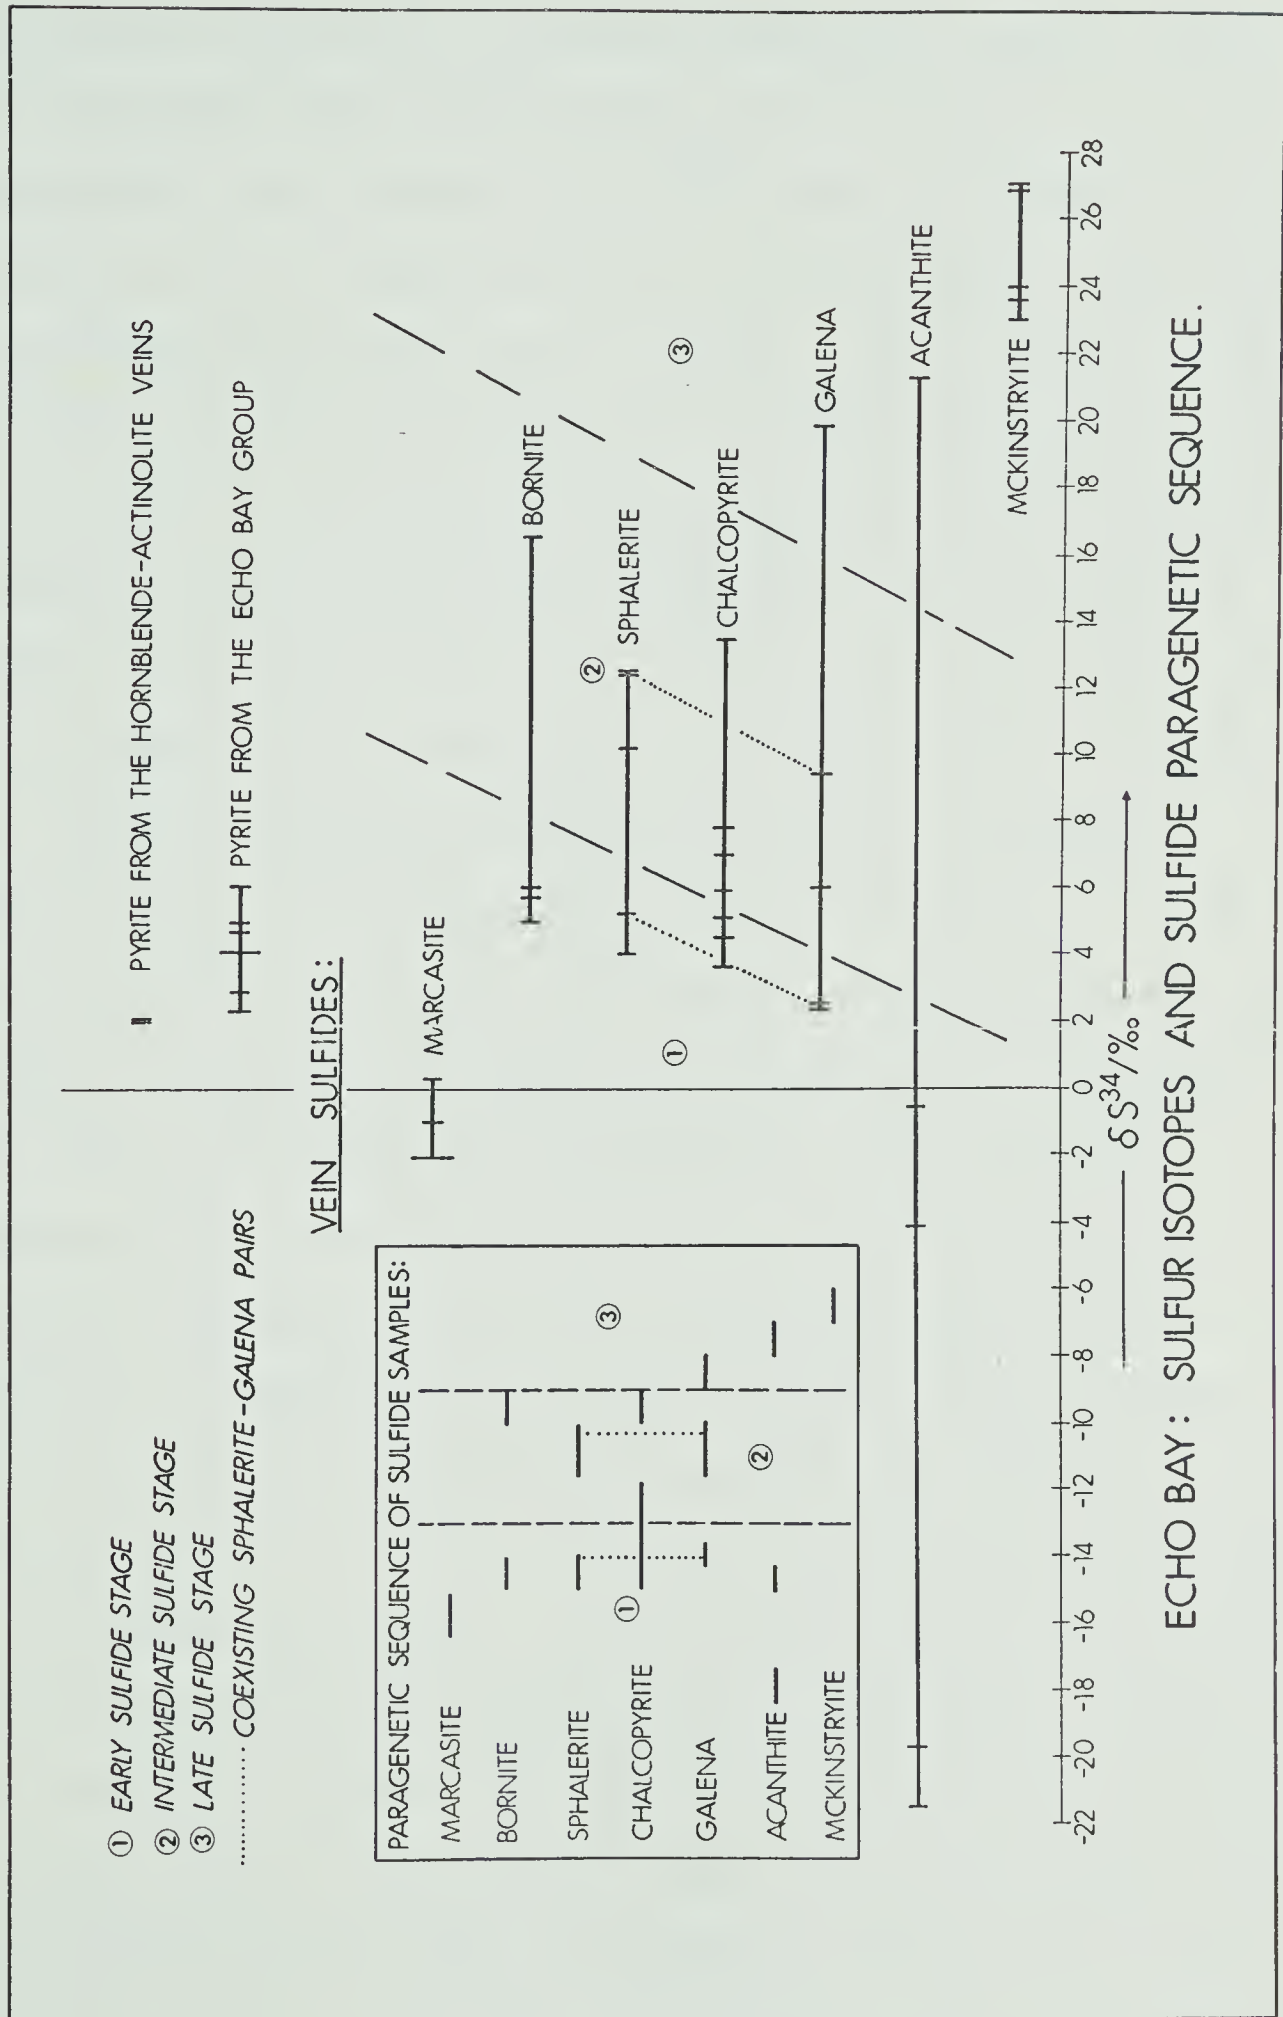 ① EARLY SULFIDE STAGE
② INTERMEDIATE SULFIDE STAGE
③ LATE SULFIDE STAGE
.......... COEXISTING SPHALERITE-GALENA PAIRS
PYRITE FROM THE HORNBLENDE-ACTINOLITE VEINS
PYRITE FROM THE ECHO BAY GROUP
VEIN SULFIDES:
MARCASITE
BORNITE
② SPHALERITE
CHALCOPYRITE
① ③
GALENA
ACANTHITE
MCKINSTRYITE
PARAGENETIC SEQUENCE OF SULFIDE SAMPLES:
MARCASITE
BORNITE
SPHALERITE
CHALCOPYRITE
GALENA
ACANTHITE
MCKINSTRYITE
① ② ③
-22 -20 -18 -16 -14 -12 -10 -8 -6 -4 -2 0 2 4 6 8 10 12 14 16 18 20 22 24 26 28
δS³⁴/‰
ECHO BAY: SULFUR ISOTOPES AND SULFIDE PARAGENETIC SEQUENCE.